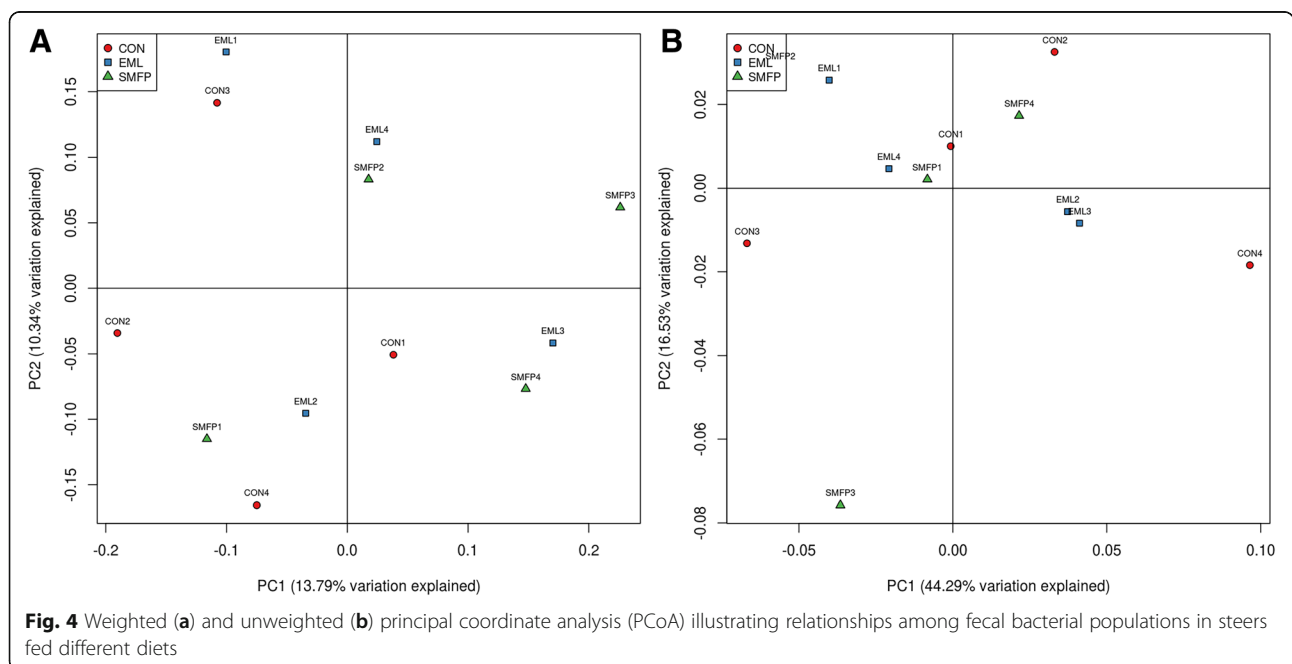 A
CON
EML
SMFP
EML1
CON3
EML4
SMFP2
SMFP3
CON2
CON1
EML3
SMFP4
EML2
SMFP1
CON4
0.15
0.10
0.05
0.00
-0.05
-0.10
-0.15
PC2 (10.34% variation explained)
-0.2
-0.1
0.0
0.1
0.2
PC1 (13.79% variation explained)
B
CON
EML
SMFP
SMFP2
EML1
CON2
SMFP4
CON1
EML4
SMFP1
EML2
EML3
CON3
CON4
SMFP3
0.02
0.00
-0.02
-0.04
-0.06
-0.08
PC2 (16.53% variation explained)
-0.05
0.00
0.05
0.10
PC1 (44.29% variation explained)
Fig. 4 Weighted (a) and unweighted (b) principal coordinate analysis (PCoA) illustrating relationships among fecal bacterial populations in steers
fed different diets